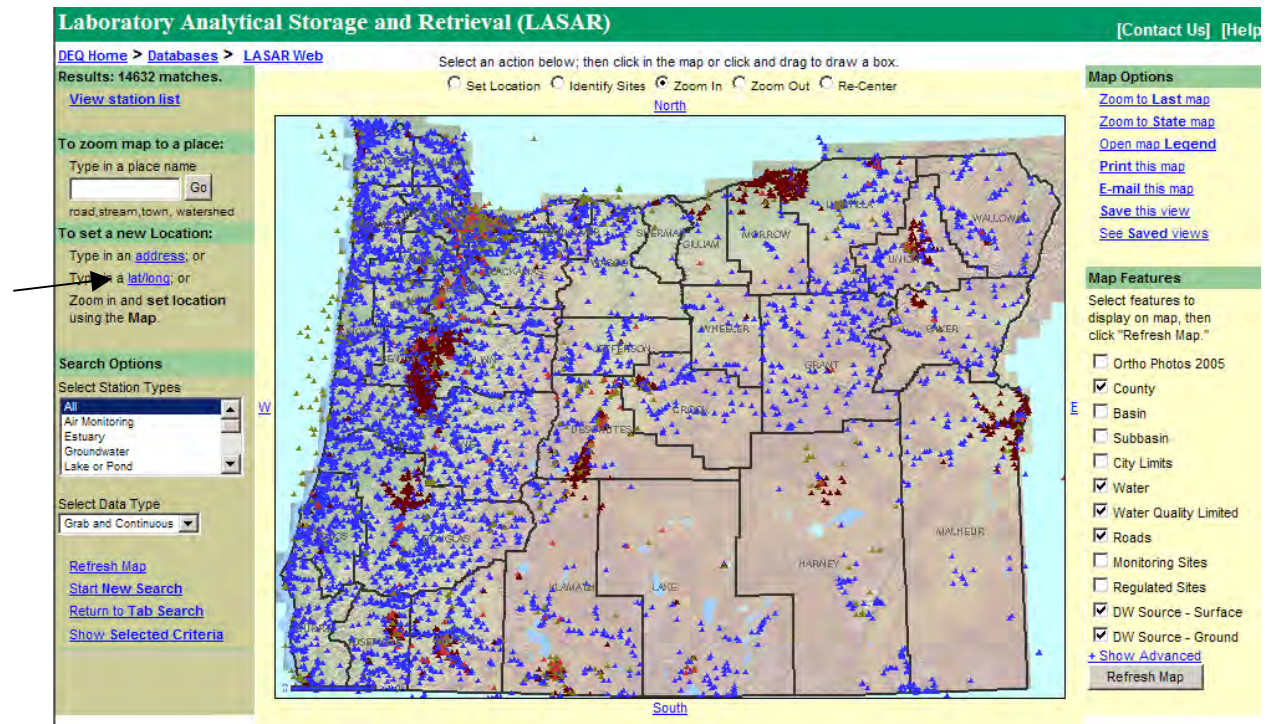 Laboratory Analytical Storage and Retrieval (LASAR)
[Contact Us] [Help
DEQ Home > Databases > LASAR Web
Results: 14632 matches.
View station list
To zoom map to a place:
Type in a place name
Go
road,stream,town, watershed
To set a new Location:
Type in an address; or
Type in a lat/long; or
Zoom in and set location
using the Map.
Search Options
Select Station Types
All
Air Monitoring
Estuary
Groundwater
Lake or Pond
Select Data Type
Grab and Continuous
Refresh Map
Start New Search
Return to Tab Search
Show Selected Criteria
Select an action below; then click in the map or click and drag to draw a box.
Set Location Identify Sites Zoom In Zoom Out Re-Center
North
W
E
WALLOWA
SHERMAN
GILLIAM
MORROW
UNION
WHEELER
BAKER
JEFFERSON
GRANT
CROOK
DESCHUTES
DOUGLAS
MALHEUR
HARNEY
KLAMATH
LAKE
South
Map Options
Zoom to Last map
Zoom to State map
Open map Legend
Print this map
E-mail this map
Save this view
See Saved views
Map Features
Select features to
display on map, then
click "Refresh Map."
Ortho Photos 2005
County
Basin
Subbasin
City Limits
Water
Water Quality Limited
Roads
Monitoring Sites
Regulated Sites
DW Source - Surface
DW Source - Ground
+ Show Advanced
Refresh Map